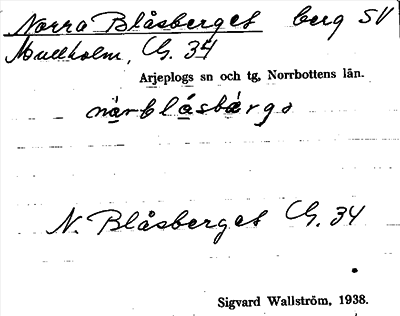 Norra Blåsberget berg SV
Mullholm, G. 34
Arjeplogs sn och tg, Norrbottens län.
nårblåsbärgə
N. Blåsberget G. 34
Sigvard Wallström, 1938.